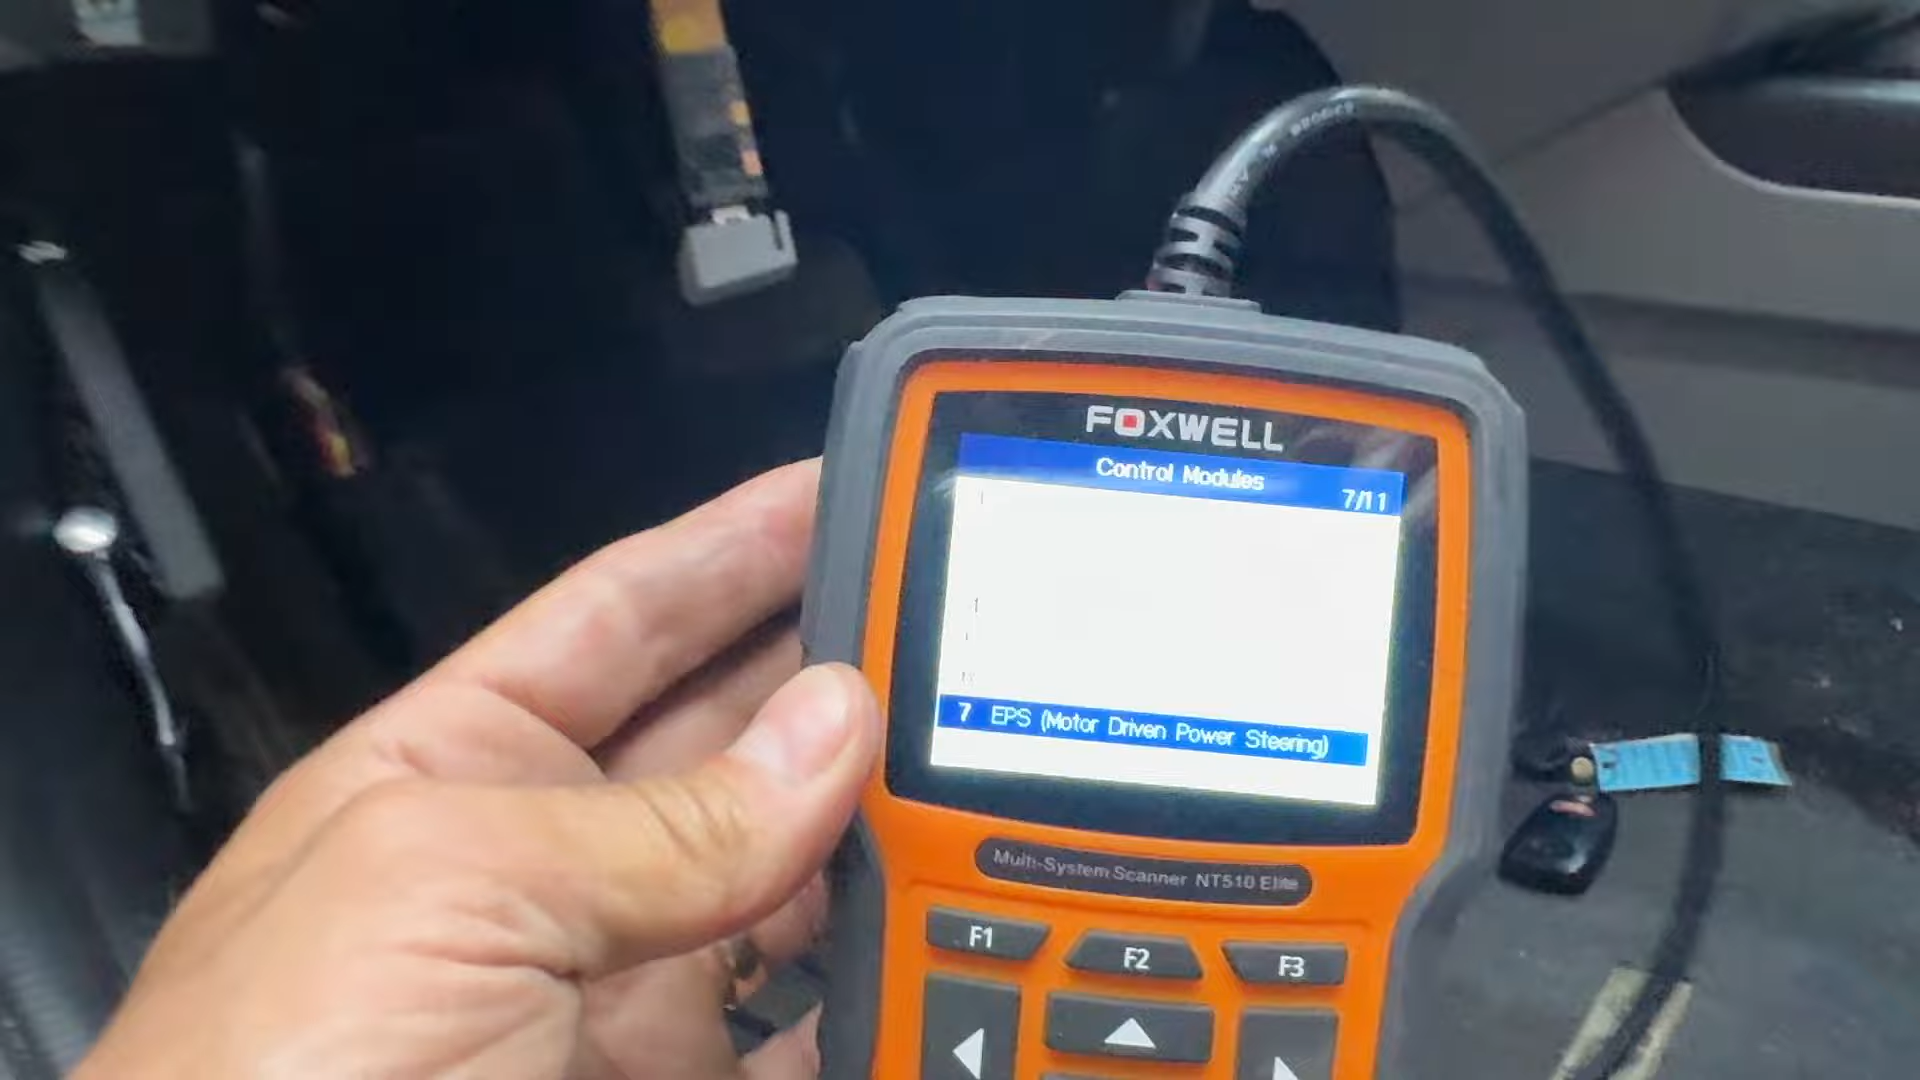 FOXWELL
Control Modules
7/11
7 EPS (Motor Driven Power Steering)
Multi-System Scanner NT510 Elite
F1
F2
F3